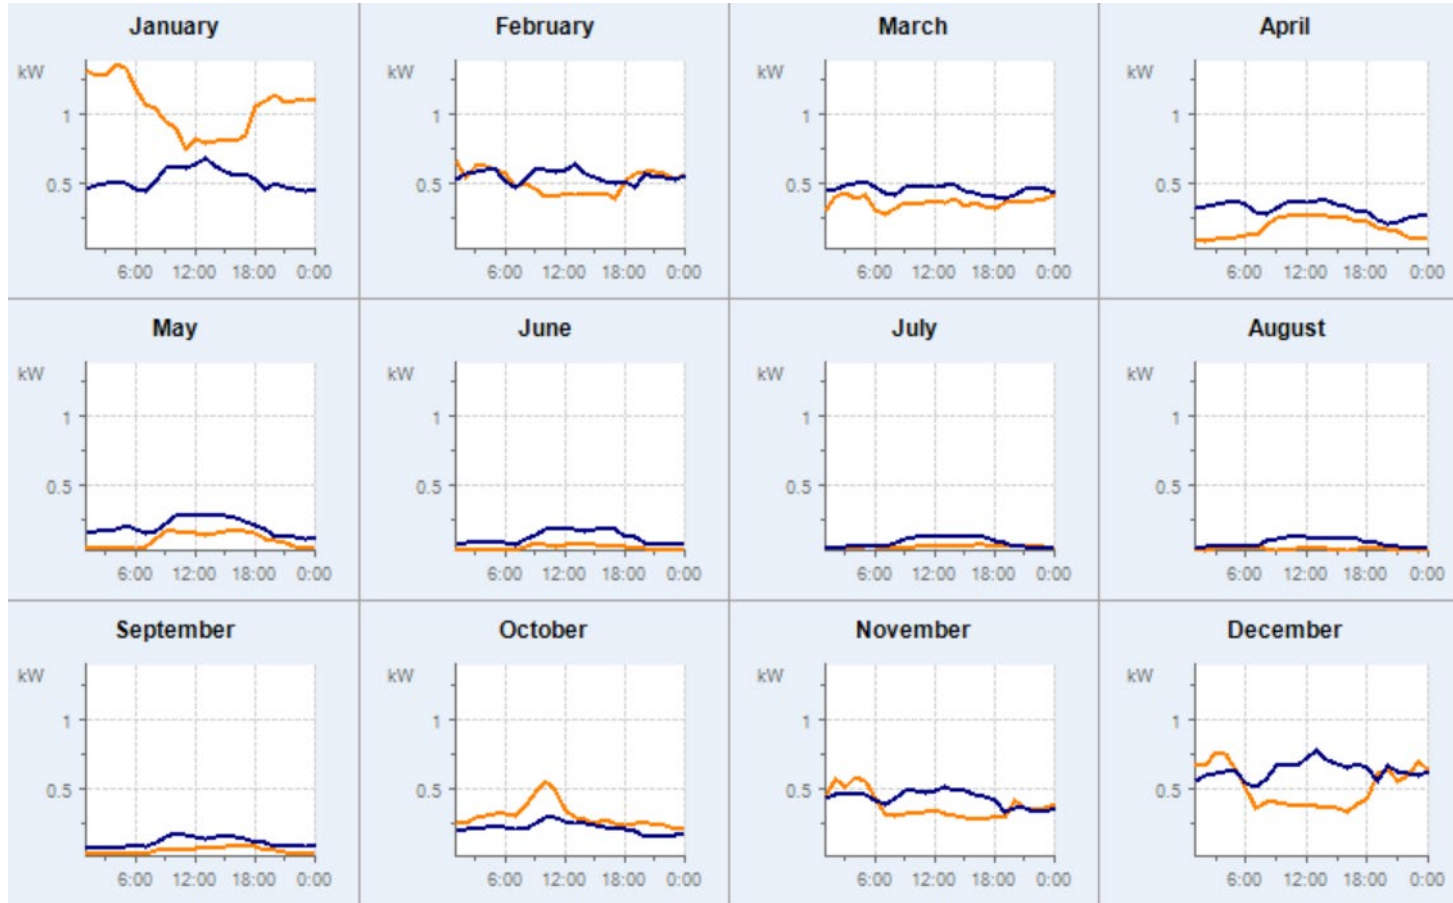 January February March April
kW kW kW kW
1 1 1 1
0.5 0.5 0.5 0.5
6:00 12:00 18:00 0:00 6:00 12:00 18:00 0:00 6:00 12:00 18:00 0:00 6:00 12:00 18:00 0:00
May June July August
kW kW kW kW
1 1 1 1
0.5 0.5 0.5 0.5
6:00 12:00 18:00 0:00 6:00 12:00 18:00 0:00 6:00 12:00 18:00 0:00 6:00 12:00 18:00 0:00
September October November December
kW kW kW kW
1 1 1 1
0.5 0.5 0.5 0.5
6:00 12:00 18:00 0:00 6:00 12:00 18:00 0:00 6:00 12:00 18:00 0:00 6:00 12:00 18:00 0:00